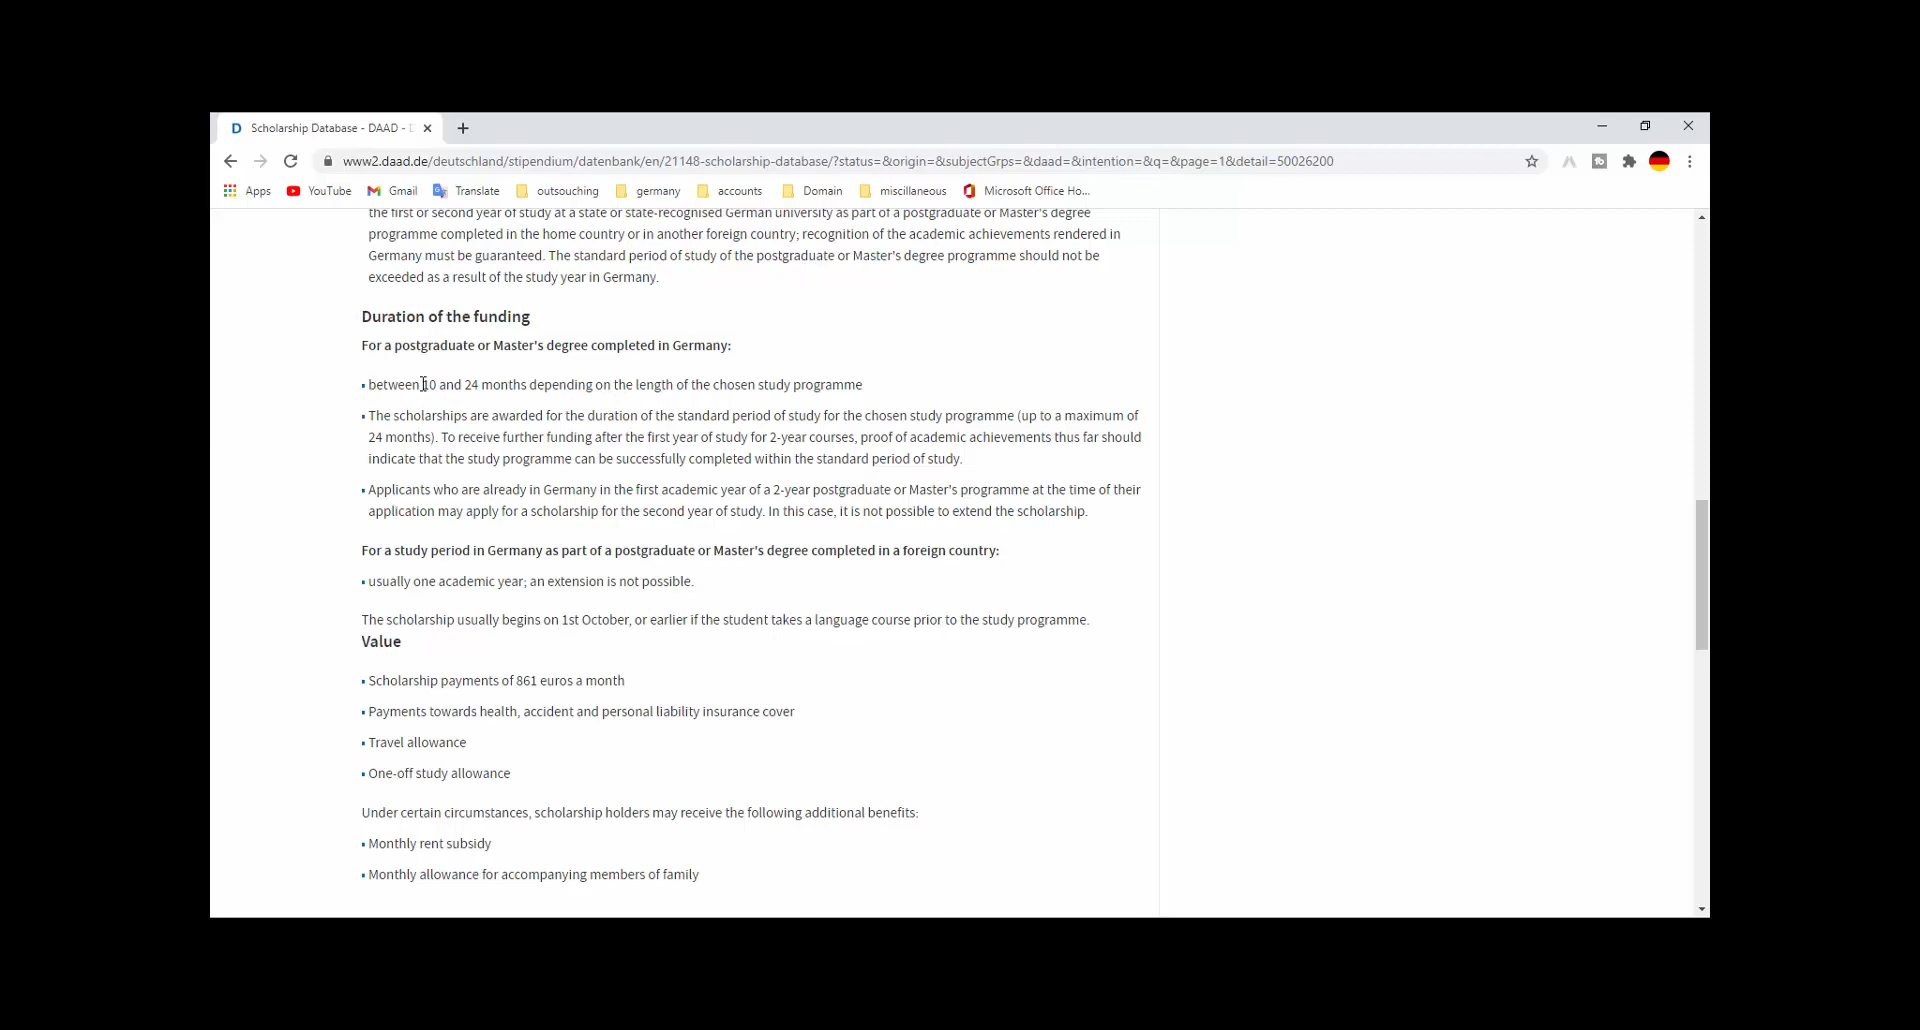 Scholarship Database - DAAD -
www2.daad.de/deutschland/stipendium/datenbank/en/21148-scholarship-database/?status=&origin=&subjectGrps=&daad=&intention=&q=&page=1&detail=50026200
Apps YouTube Gmail Translate outsouching germany accounts Domain miscillaneous Microsoft Office Ho...
the first or second year of study at a state or state-recognised German university as part of a postgraduate or Master's degree
programme completed in the home country or in another foreign country; recognition of the academic achievements rendered in
Germany must be guaranteed. The standard period of study of the postgraduate or Master's degree programme should not be
exceeded as a result of the study year in Germany.
Duration of the funding
For a postgraduate or Master's degree completed in Germany:
▪ between 10 and 24 months depending on the length of the chosen study programme
▪ The scholarships are awarded for the duration of the standard period of study for the chosen study programme (up to a maximum of
24 months). To receive further funding after the first year of study for 2-year courses, proof of academic achievements thus far should
indicate that the study programme can be successfully completed within the standard period of study.
▪ Applicants who are already in Germany in the first academic year of a 2-year postgraduate or Master's programme at the time of their
application may apply for a scholarship for the second year of study. In this case, it is not possible to extend the scholarship.
For a study period in Germany as part of a postgraduate or Master's degree completed in a foreign country:
▪ usually one academic year; an extension is not possible.
The scholarship usually begins on 1st October, or earlier if the student takes a language course prior to the study programme.
Value
▪ Scholarship payments of 861 euros a month
▪ Payments towards health, accident and personal liability insurance cover
▪ Travel allowance
▪ One-off study allowance
Under certain circumstances, scholarship holders may receive the following additional benefits:
▪ Monthly rent subsidy
▪ Monthly allowance for accompanying members of family